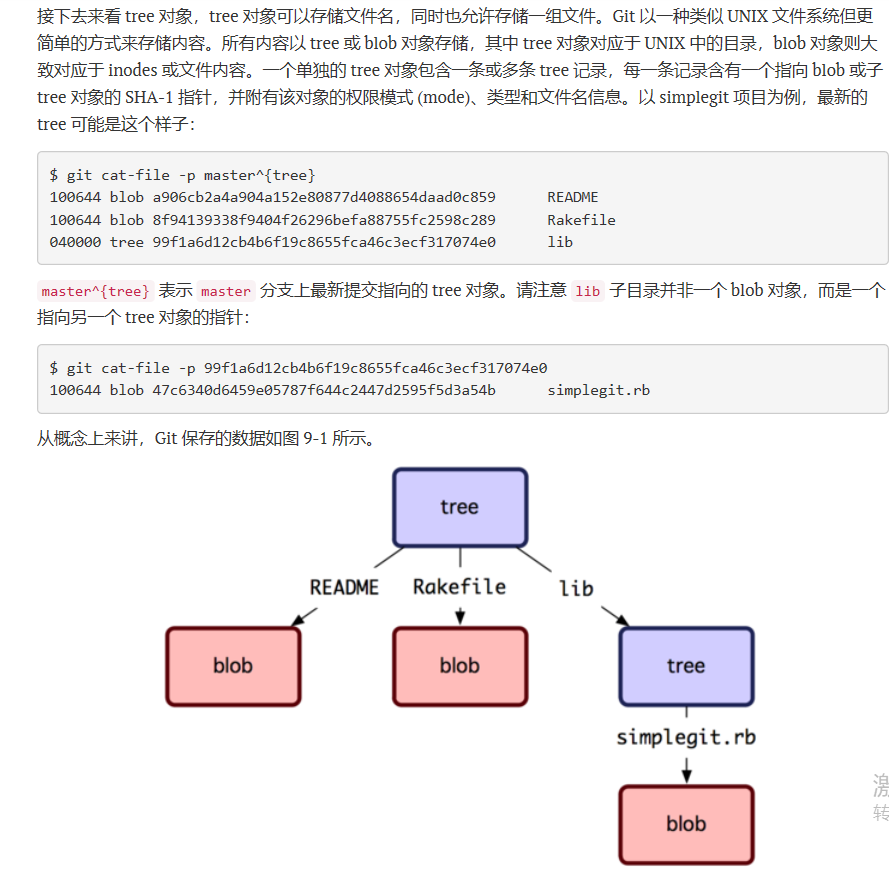 接下去来看 tree 对象，tree 对象可以存储文件名，同时也允许存储一组文件。Git 以一种类似 UNIX 文件系统但更
简单的方式来存储内容。所有内容以 tree 或 blob 对象存储，其中 tree 对象对应于 UNIX 中的目录，blob 对象则大
致对应于 inodes 或文件内容。一个单独的 tree 对象包含一条或多条 tree 记录，每一条记录含有一个指向 blob 或子
tree 对象的 SHA-1 指针，并附有该对象的权限模式 (mode)、类型和文件名信息。以 simplegit 项目为例，最新的
tree 可能是这个样子：
$ git cat-file -p master^{tree}
100644 blob a906cb2a4a904a152e80877d4088654daad0c859      README
100644 blob 8f94139338f9404f26296befa88755fc2598c289      Rakefile
040000 tree 99f1a6d12cb4b6f19c8655fca46c3ecf317074e0      lib
master^{tree} 表示 master 分支上最新提交指向的 tree 对象。请注意 lib 子目录并非一个 blob 对象，而是一个
指向另一个 tree 对象的指针：
$ git cat-file -p 99f1a6d12cb4b6f19c8655fca46c3ecf317074e0
100644 blob 47c6340d6459e05787f644c2447d2595f5d3a54b      simplegit.rb
从概念上来讲，Git 保存的数据如图 9-1 所示。
tree
README Rakefile lib
blob blob tree
simplegit.rb
激
转
blob